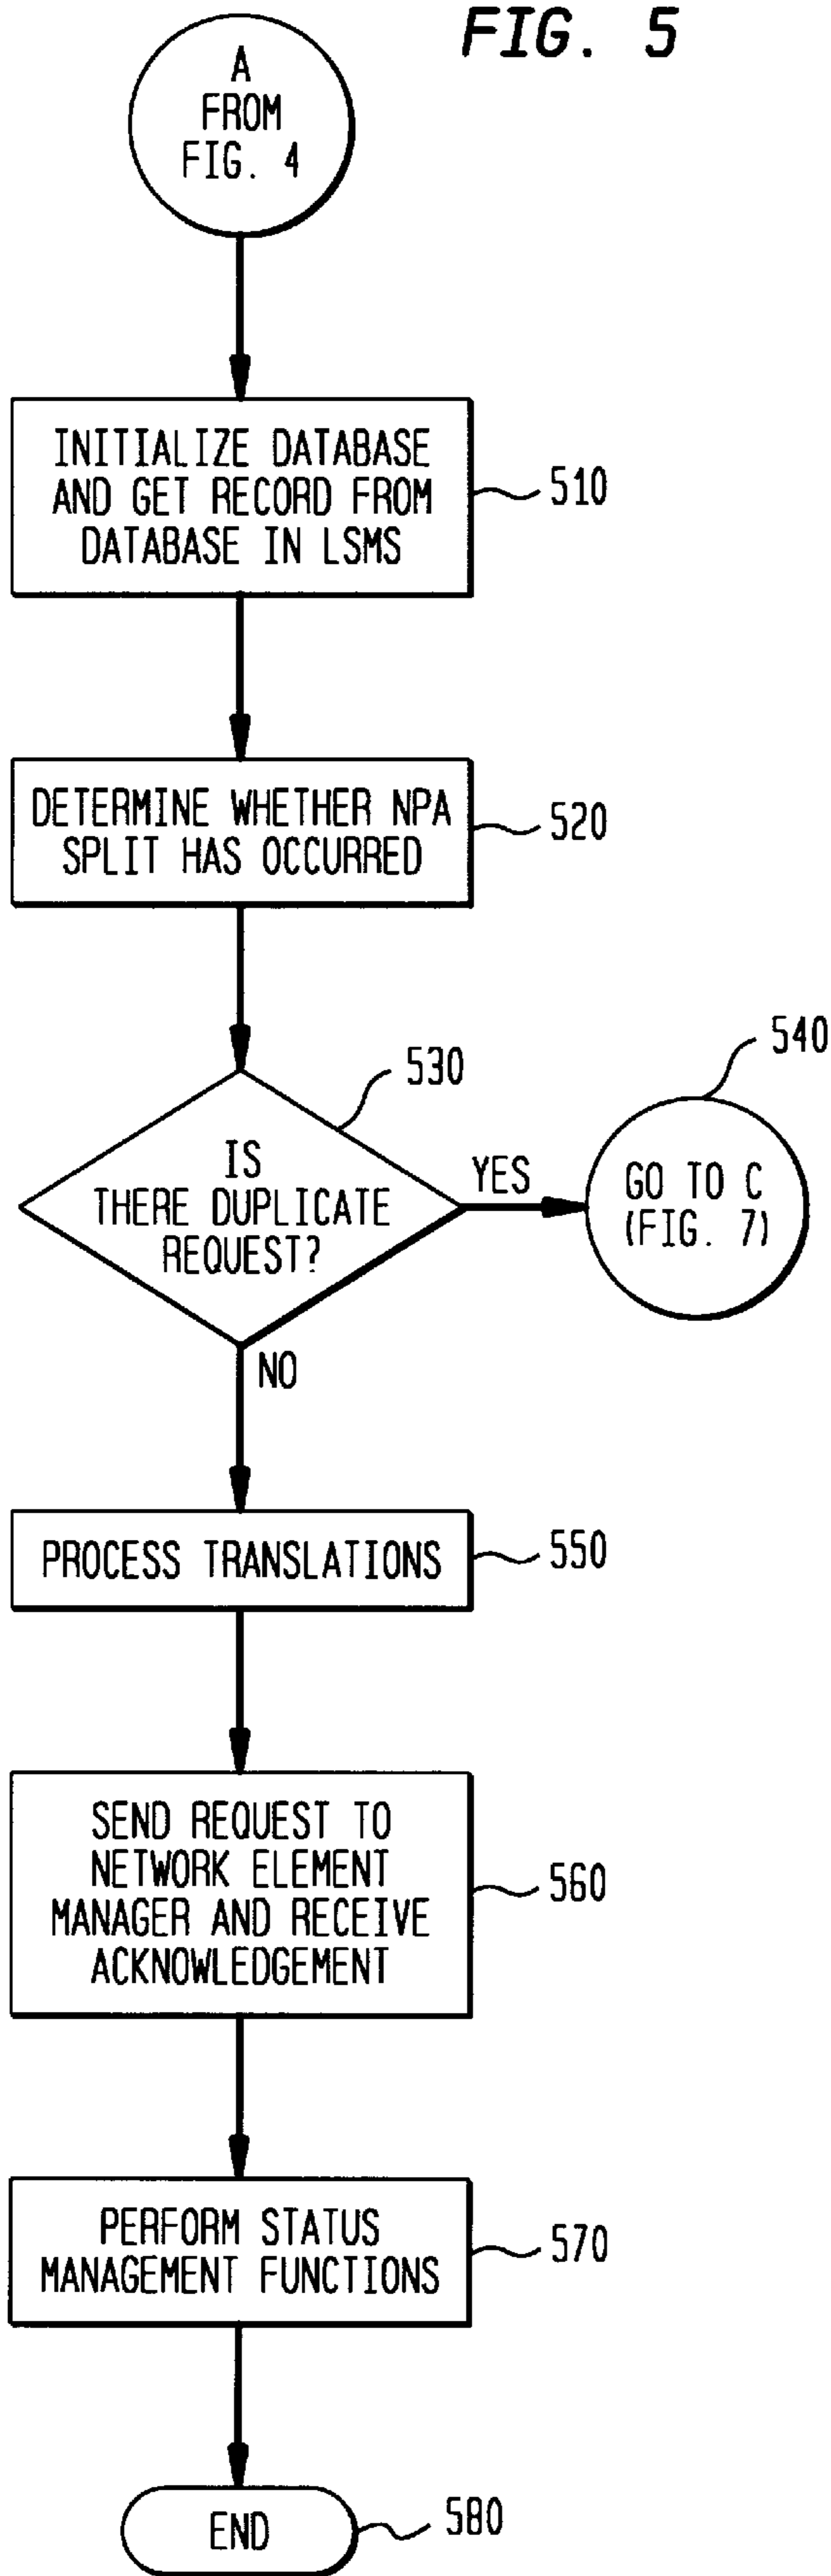 FIG. 5
A
FROM
FIG. 4
INITIALIZE DATABASE
AND GET RECORD FROM
DATABASE IN LSMS
510
DETERMINE WHETHER NPA
SPLIT HAS OCCURRED
520
530
IS
THERE DUPLICATE
REQUEST?
YES
540
GO TO C
(FIG. 7)
NO
PROCESS TRANSLATIONS
550
SEND REQUEST TO
NETWORK ELEMENT
MANAGER AND RECEIVE
ACKNOWLEDGEMENT
560
PERFORM STATUS
MANAGEMENT FUNCTIONS
570
END
580